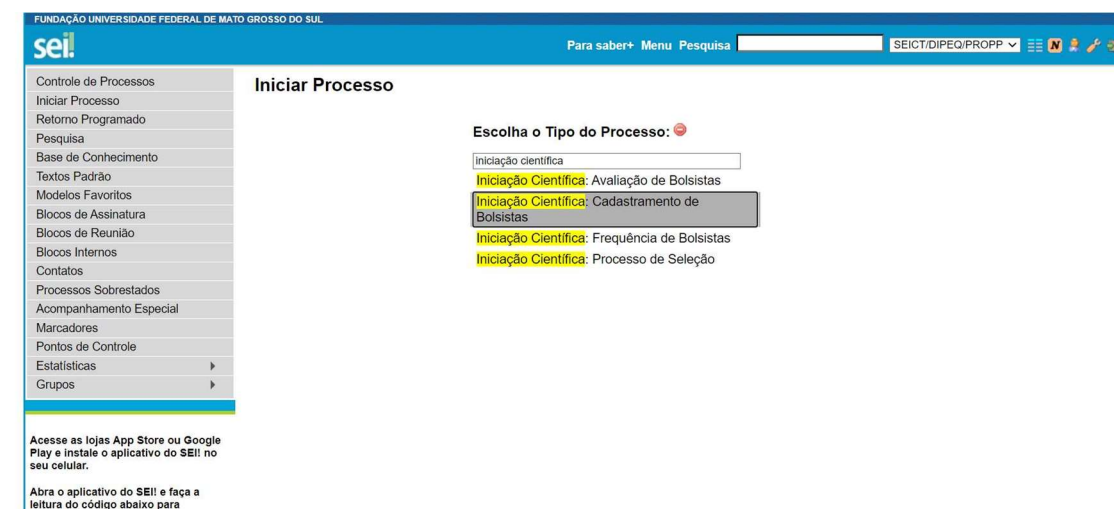 FUNDAÇÃO UNIVERSIDADE FEDERAL DE MATO GROSSO DO SUL
sei!
Para saber+ Menu Pesquisa
SEICT/DIPEQ/PROPP
N
Controle de Processos
Iniciar Processo
Retorno Programado
Pesquisa
Base de Conhecimento
Textos Padrão
Modelos Favoritos
Blocos de Assinatura
Blocos de Reunião
Blocos Internos
Contatos
Processos Sobrestados
Acompanhamento Especial
Marcadores
Pontos de Controle
Estatísticas
Grupos
Acesse as lojas App Store ou Google
Play e instale o aplicativo do SEI! no
seu celular.
Abra o aplicativo do SEI! e faça a
leitura do código abaixo para
Iniciar Processo
Escolha o Tipo do Processo:
iniciação científica
Iniciação Científica: Avaliação de Bolsistas
Iniciação Científica: Cadastramento de
Bolsistas
Iniciação Científica: Frequência de Bolsistas
Iniciação Científica: Processo de Seleção